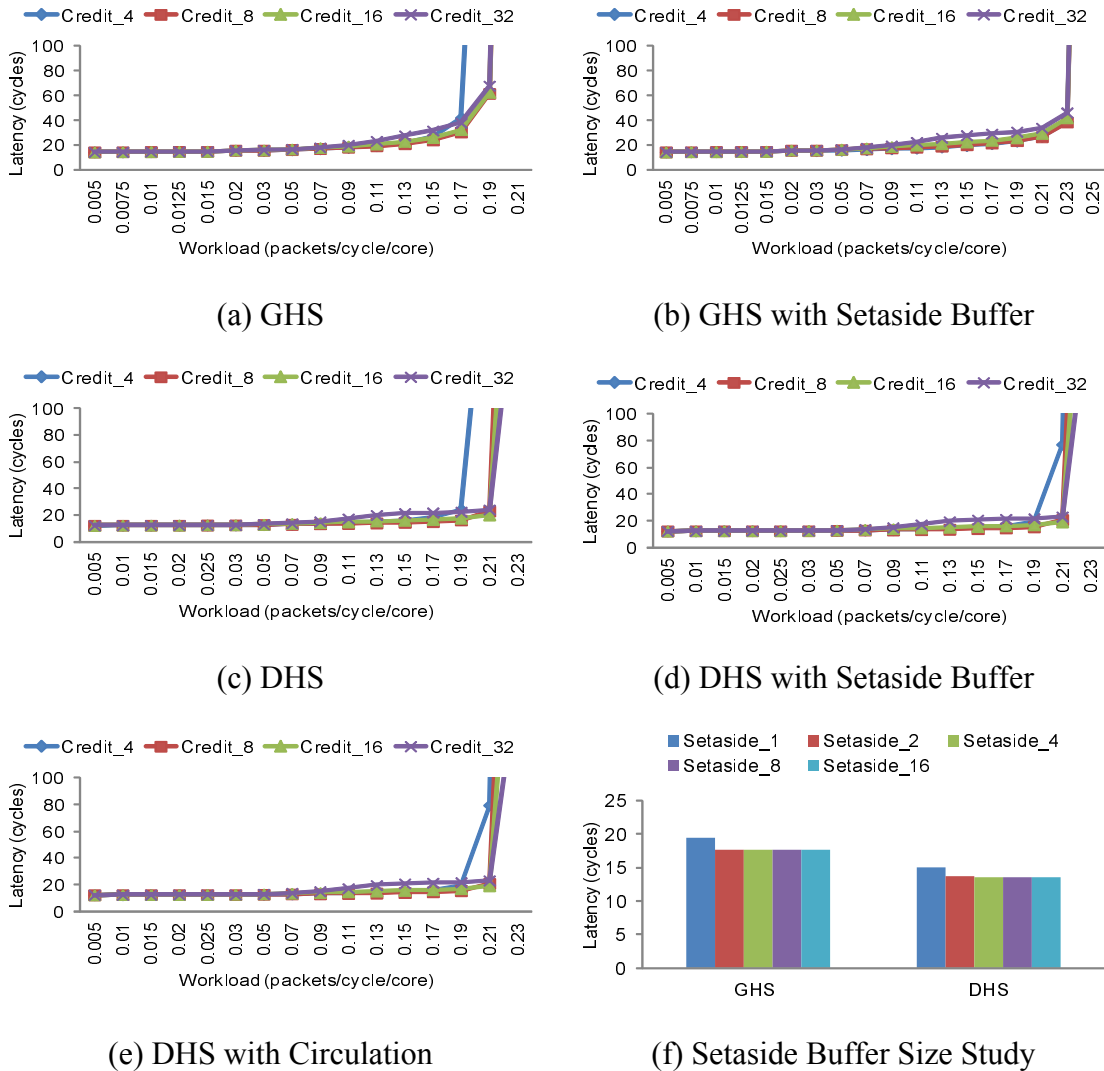 Credit_4 Credit_8 Credit_16 Credit_32
Latency (cycles)
100
80
60
40
20
0
0.005 0.0075 0.01 0.0125 0.015 0.02 0.03 0.05 0.07 0.09 0.11 0.13 0.15 0.17 0.19 0.21
Workload (packets/cycle/core)
(a) GHS
Credit_4 Credit_8 Credit_16 Credit_32
Latency (cycles)
100
80
60
40
20
0
0.005 0.0075 0.01 0.0125 0.015 0.02 0.03 0.05 0.07 0.09 0.11 0.13 0.15 0.17 0.19 0.21 0.23 0.25
Workload (packets/cycle/core)
(b) GHS with Setaside Buffer
Credit_4 Credit_8 Credit_16 Credit_32
Latency (cycles)
100
80
60
40
20
0
0.005 0.01 0.015 0.02 0.025 0.03 0.05 0.07 0.09 0.11 0.13 0.15 0.17 0.19 0.21 0.23
Workload (packets/cycle/core)
(c) DHS
Credit_4 Credit_8 Credit_16 Credit_32
Latency (cycles)
100
80
60
40
20
0
0.005 0.01 0.015 0.02 0.025 0.03 0.05 0.07 0.09 0.11 0.13 0.15 0.17 0.19 0.21 0.23
Workload (packets/cycle/core)
(d) DHS with Setaside Buffer
Credit_4 Credit_8 Credit_16 Credit_32
Latency (cycles)
100
80
60
40
20
0
0.005 0.01 0.015 0.02 0.025 0.03 0.05 0.07 0.09 0.11 0.13 0.15 0.17 0.19 0.21 0.23
Workload (packets/cycle/core)
(e) DHS with Circulation
Setaside_1 Setaside_2 Setaside_4
Setaside_8 Setaside_16
Latency (cycles)
25
20
15
10
5
0
GHS DHS
(f) Setaside Buffer Size Study